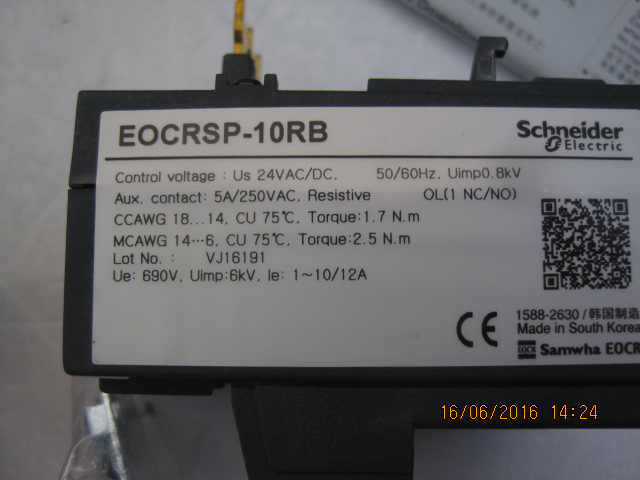 EOCRSP-10RB
Schneider
Electric
Control voltage : Us 24VAC/DC, 50/60Hz, Uimp0.8kV
Aux. contact: 5A/250VAC, Resistive OL(1 NC/NO)
CCAWG 18...14, CU 75℃, Torque:1.7 N.m
MCAWG 14...6, CU 75℃, Torque:2.5 N.m
Lot No. : VJ16191
Ue: 690V, Uimp:6kV, Ie: 1~10/12A
CE
1588-2630 / 韩国制造
Made in South Korea
EOCR Samwha EOCR
16/06/2016 14:24